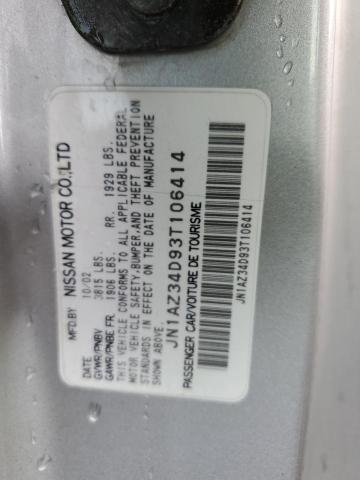 MFD.BY NISSAN MOTOR CO.,LTD
DATE 10/02
GVWR/PNBV 3815 LBS.
GAWR/PNBE FR. 1906 LBS. RR. 1929 LBS.
THIS VEHICLE CONFORMS TO ALL APPLICABLE FEDERAL
MOTOR VEHICLE SAFETY,BUMPER,AND THEFT PREVENTION
STANDARDS IN EFFECT ON THE DATE OF MANUFACTURE
SHOWN ABOVE.
JN1AZ34D93T106414
PASSENGER CAR/VOITURE DE TOURISME
JN1AZ34D93T106414